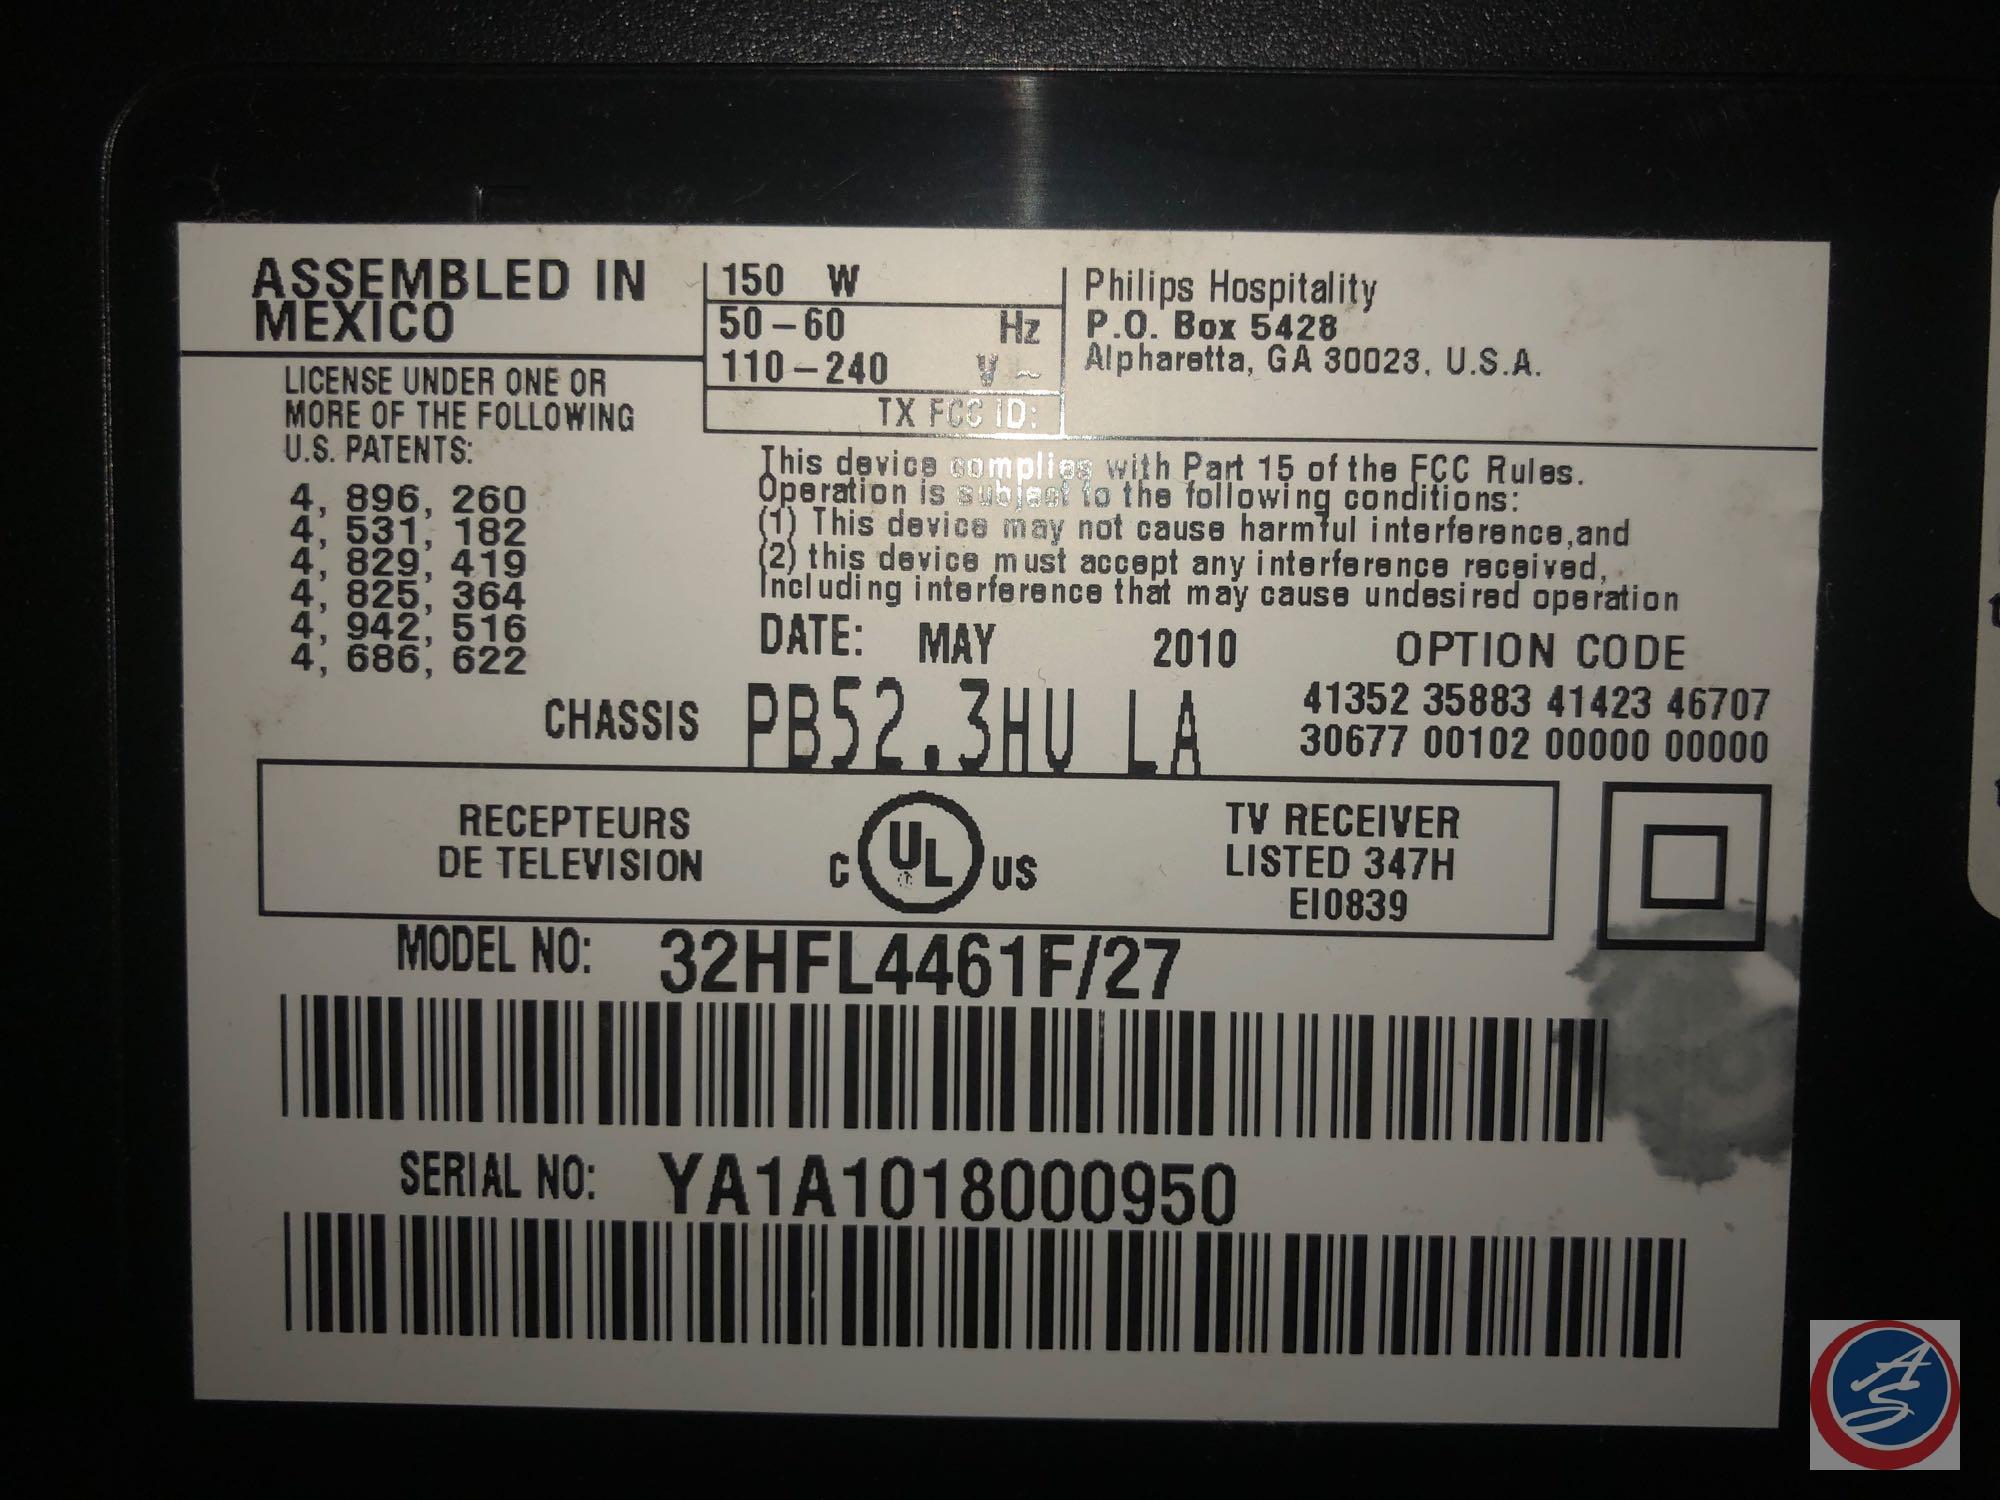 ASSEMBLED IN
MEXICO
150 W
50-60 Hz
110-240 V ~
TX FCC ID:
Philips Hospitality
P.O. Box 5428
Alpharetta, GA 30023, U.S.A.
LICENSE UNDER ONE OR
MORE OF THE FOLLOWING
U.S. PATENTS:
4, 896, 260
4, 531, 182
4, 829, 419
4, 825, 364
4, 942, 516
4, 686, 622
This device complies with Part 15 of the FCC Rules.
Operation is subject to the following conditions:
(1) This device may not cause harmful interference,and
(2) this device must accept any interference received,
Including interference that may cause undesired operation
DATE: MAY 2010
OPTION CODE
41352 35883 41423 46707
30677 00102 00000 00000
CHASSIS PB52.3HU LA
RECEPTEURS
DE TELEVISION
C UL US
TV RECEIVER
LISTED 347H
EI0839
MODEL NO: 32HFL4461F/27
SERIAL NO: YA1A1018000950
AS